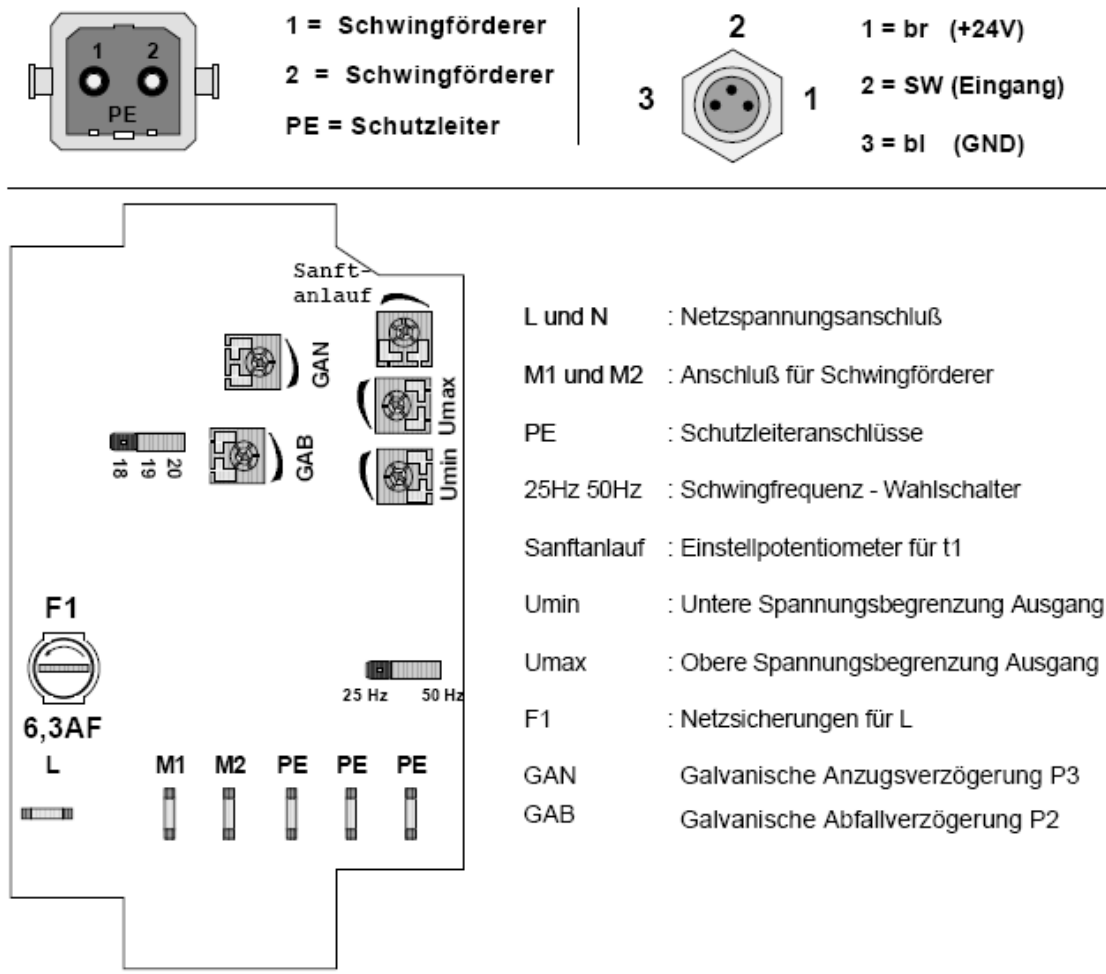 1 = Schwingförderer
2 = Schwingförderer
PE = Schutzleiter
1 2
PE
2
3 1
1 = br (+24V)
2 = SW (Eingang)
3 = bl (GND)
Sanft-
anlauf
GAN
Umax
GAB
Umin
18 19 20
F1
6,3AF
25 Hz 50 Hz
L M1 M2 PE PE PE
L und N : Netzspannungsanschluß
M1 und M2 : Anschluß für Schwingförderer
PE : Schutzleiteranschlüsse
25Hz 50Hz : Schwingfrequenz - Wahlschalter
Sanftanlauf : Einstellpotentiometer für t1
Umin : Untere Spannungsbegrenzung Ausgang
Umax : Obere Spannungsbegrenzung Ausgang
F1 : Netzsicherungen für L
GAN Galvanische Anzugsverzögerung P3
GAB Galvanische Abfallverzögerung P2